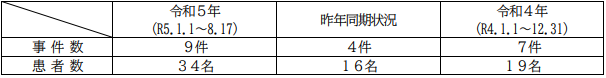 令和５年
(R5.1.1～8.17)
昨年同期状況
令和４年
(R4.1.1～12.31)
事件数 ９件 ４件 ７件
患者数 ３４名 １６名 １９名